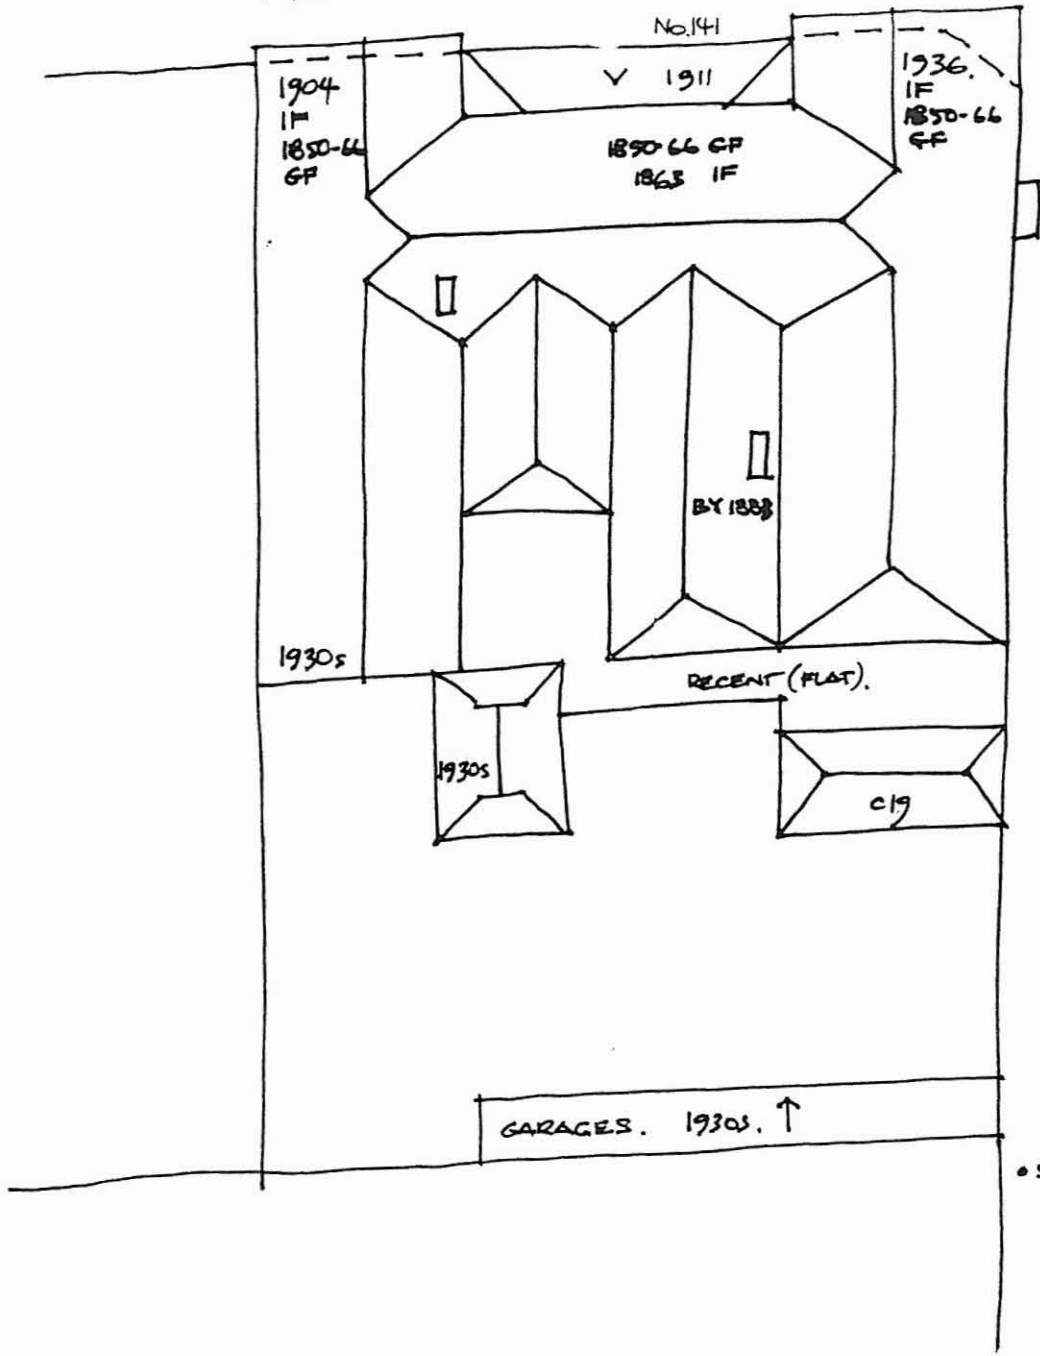 No.141
1904
1F
1850-66
GF
V 1911
1936.
1F
1850-66
GF
1850-66 GF
1863 1F
BY 1883
1930s
RECENT (FLAT).
1930s
C19
GARAGES. 1930s. ↑